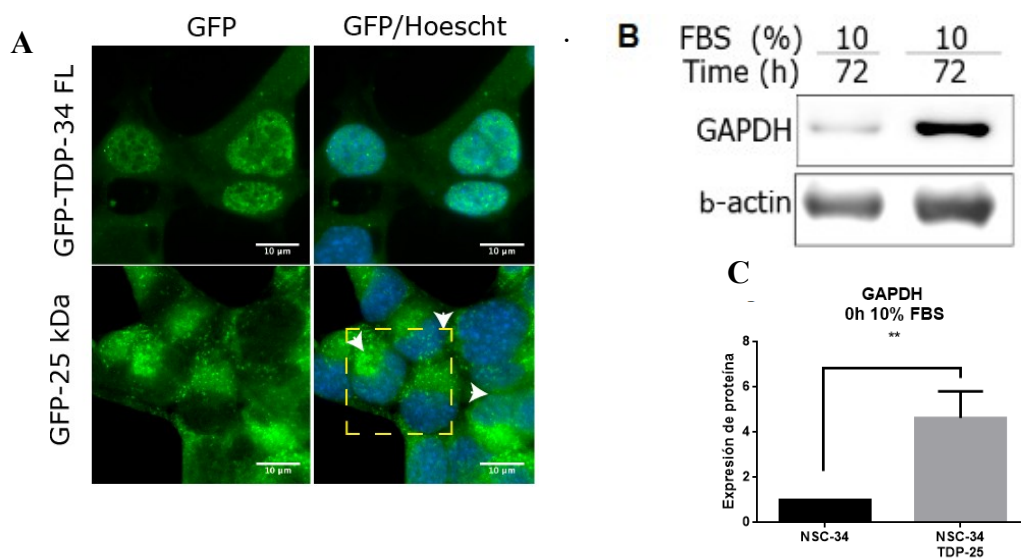 A
GFP
GFP/Hoescht
GFP-TDP-34 FL
10 µm
10 µm
GFP-25 kDa
10 µm
10 µm
B
FBS (%) 10 10
Time (h) 72 72
GAPDH
b-actin
C
GAPDH
0h 10% FBS
**
Expresión de proteína
8
6
4
2
0
NSC-34
NSC-34
TDP-25